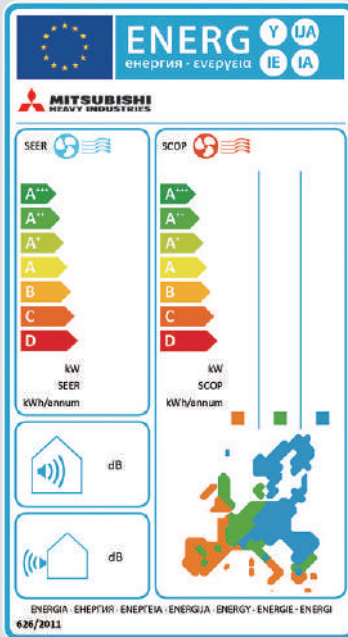 ENERG Y IJA
енергия · ενεργεια IE IA
MITSUBISHI
HEAVY INDUSTRIES
SEER
SCOP
A+++
A++
A+
A
B
C
D
A+++
A++
A+
A
B
C
D
kW
SEER
kWh/annum
kW
SCOP
kWh/annum
dB
dB
ENERGIA · ЕНЕРГИЯ · ΕΝΕΡΓΕΙΑ · ENERGIJA · ENERGY · ENERGIE · ENERGI
626/2011